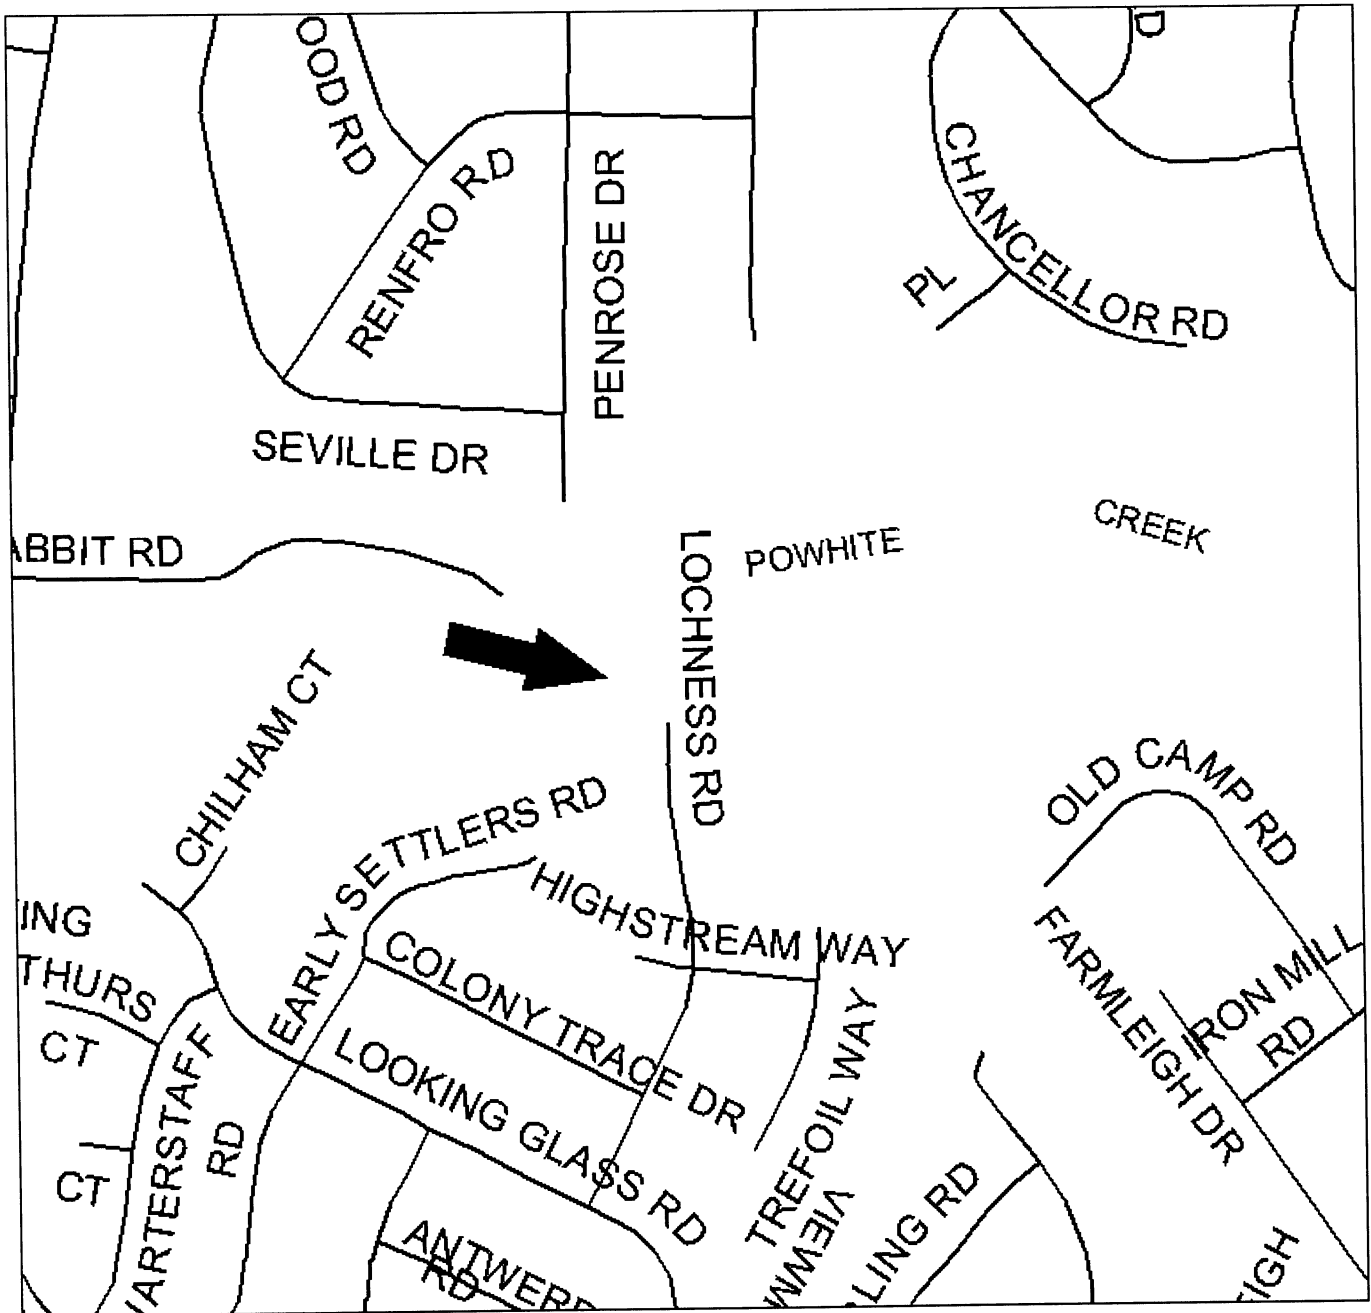 OOD RD
D
RENFRO RD
PENROSE DR
CHANCELLOR RD
PL
SEVILLE DR
ABBIT RD
LOCHNESS RD
POWHITE
CREEK
CHILHAM CT
EARLY SETTLERS RD
OLD CAMP RD
HIGHSTREAM WAY
ING
THURS
CT
COLONY TRACE DR
FARMLEIGH DR
IRON MILL
RD
LOOKING GLASS RD
TREFOIL WAY
ARTERSTAFF
RD
CT
VIEWM
LING RD
ANTWERP
RD
EIGH